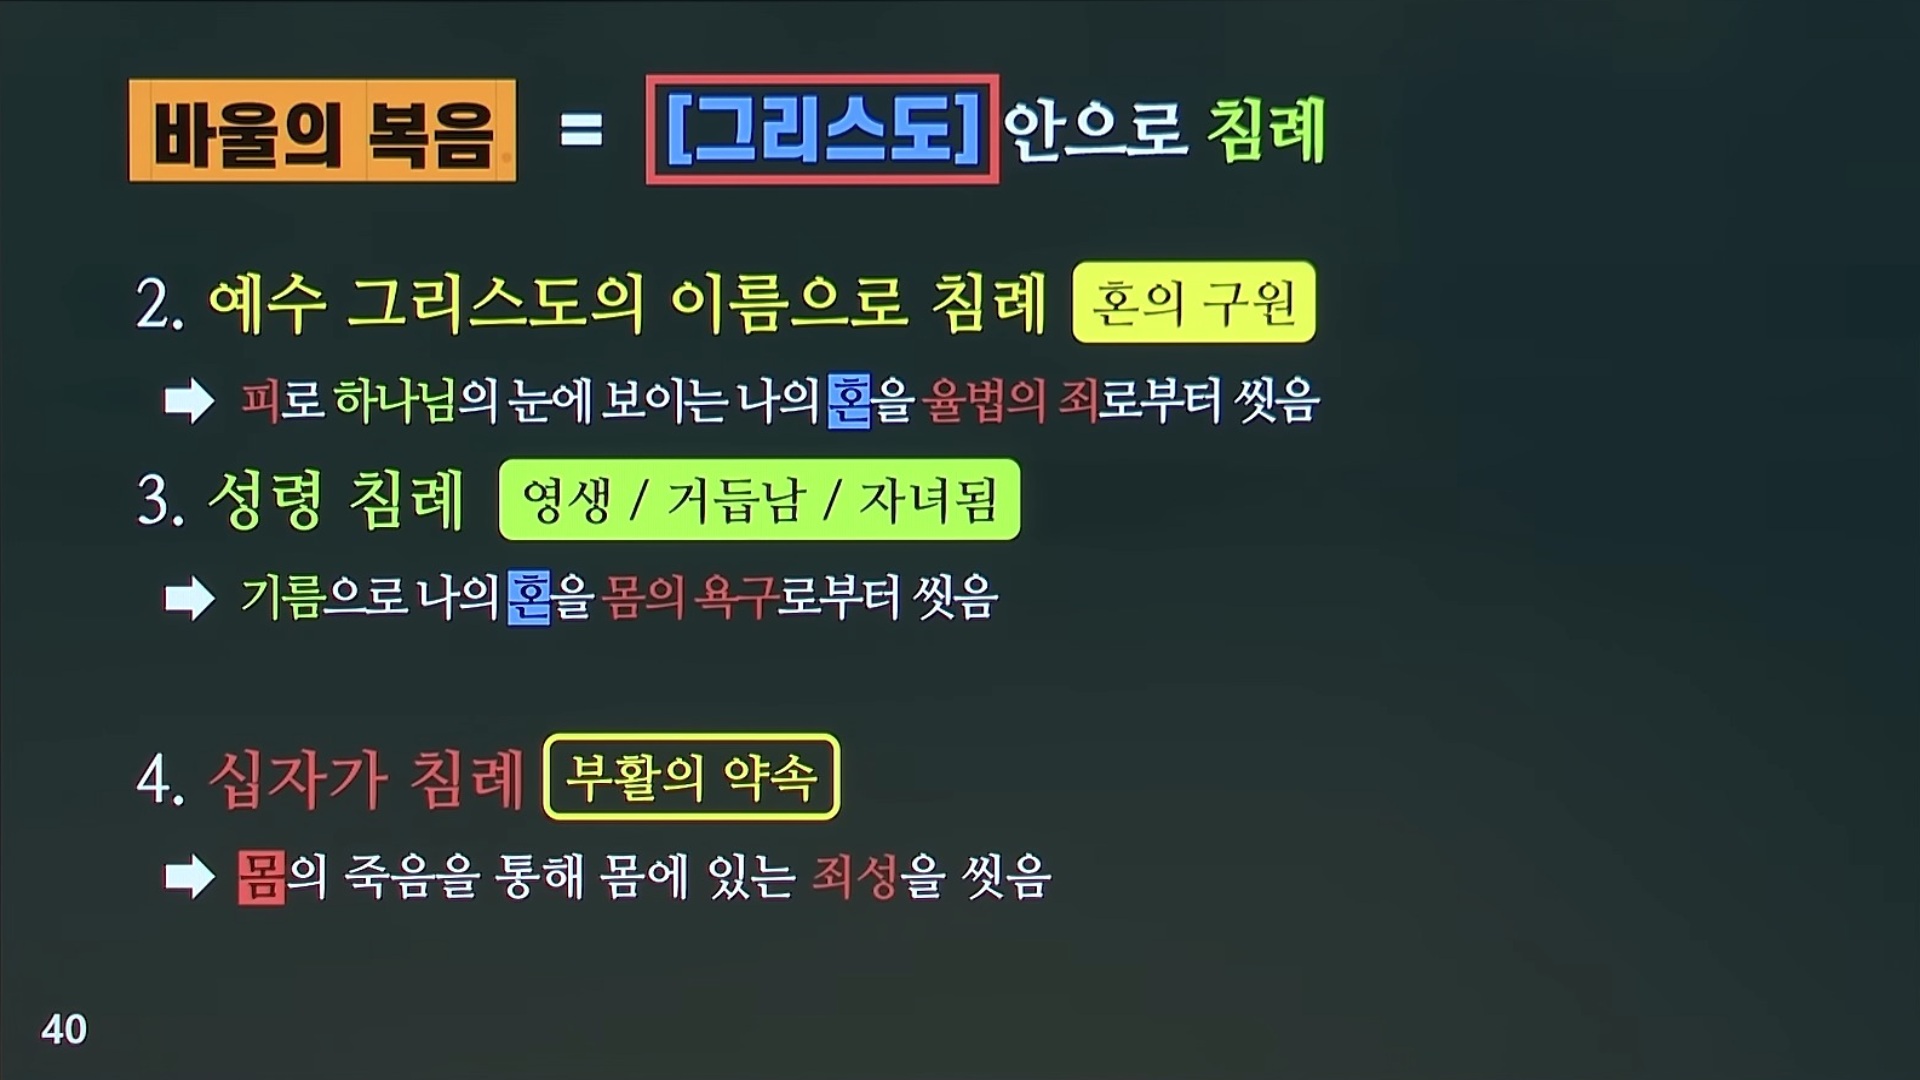 바울의 복음 = [그리스도] 안으로 침례
2. 예수 그리스도의 이름으로 침례 혼의 구원
➡ 피로 하나님의 눈에 보이는 나의 혼을 율법의 죄로부터 씻음
3. 성령 침례 영생 / 거듭남 / 자녀됨
➡ 기름으로 나의 혼을 몸의 욕구로부터 씻음
4. 십자가 침례 부활의 약속
➡ 몸의 죽음을 통해 몸에 있는 죄성을 씻음
40